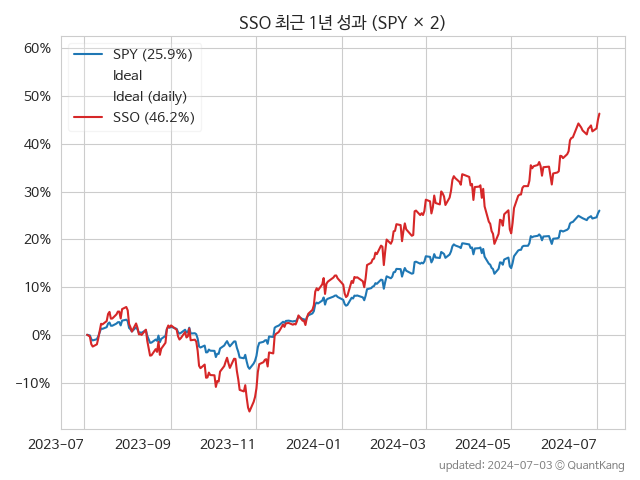 SSO 최근 1년 성과 (SPY × 2)
60%
50%
40%
30%
20%
10%
0%
−10%
SPY (25.9%)
Ideal
Ideal (daily)
SSO (46.2%)
2023-07 2023-09 2023-11 2024-01 2024-03 2024-05 2024-07
updated: 2024-07-03 © QuantKang